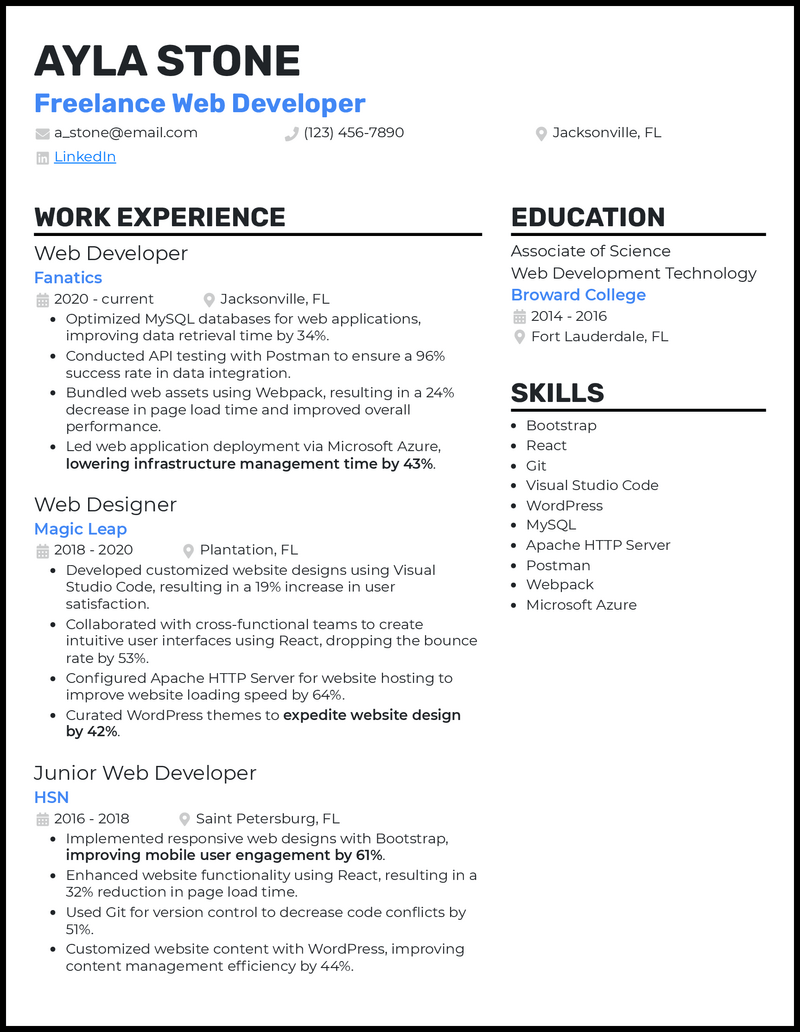 AYLA STONE
Freelance Web Developer
a_stone@email.com (123) 456-7890 Jacksonville, FL
LinkedIn
WORK EXPERIENCE
Web Developer
Fanatics
2020 - current Jacksonville, FL
• Optimized MySQL databases for web applications,
improving data retrieval time by 34%.
• Conducted API testing with Postman to ensure a 96%
success rate in data integration.
• Bundled web assets using Webpack, resulting in a 24%
decrease in page load time and improved overall
performance.
• Led web application deployment via Microsoft Azure,
lowering infrastructure management time by 43%.
Web Designer
Magic Leap
2018 - 2020 Plantation, FL
• Developed customized website designs using Visual
Studio Code, resulting in a 19% increase in user
satisfaction.
• Collaborated with cross-functional teams to create
intuitive user interfaces using React, dropping the bounce
rate by 53%.
• Configured Apache HTTP Server for website hosting to
improve website loading speed by 64%.
• Curated WordPress themes to expedite website design
by 42%.
Junior Web Developer
HSN
2016 - 2018 Saint Petersburg, FL
• Implemented responsive web designs with Bootstrap,
improving mobile user engagement by 61%.
• Enhanced website functionality using React, resulting in a
32% reduction in page load time.
• Used Git for version control to decrease code conflicts by
51%.
• Customized website content with WordPress, improving
content management efficiency by 44%.
EDUCATION
Associate of Science
Web Development Technology
Broward College
2014 - 2016
Fort Lauderdale, FL
SKILLS
• Bootstrap
• React
• Git
• Visual Studio Code
• WordPress
• MySQL
• Apache HTTP Server
• Postman
• Webpack
• Microsoft Azure